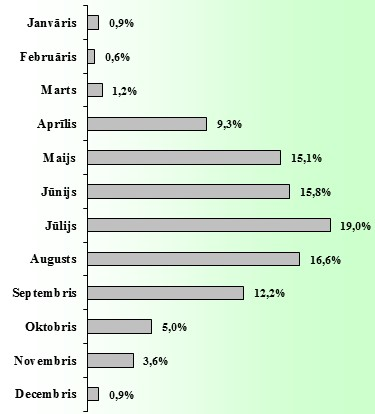 Janvāris 0,9%
Februāris 0,6%
Marts 1,2%
Aprīlis 9,3%
Maijs 15,1%
Jūnijs 15,8%
Jūlijs 19,0%
Augusts 16,6%
Septembris 12,2%
Oktobris 5,0%
Novembris 3,6%
Decembris 0,9%